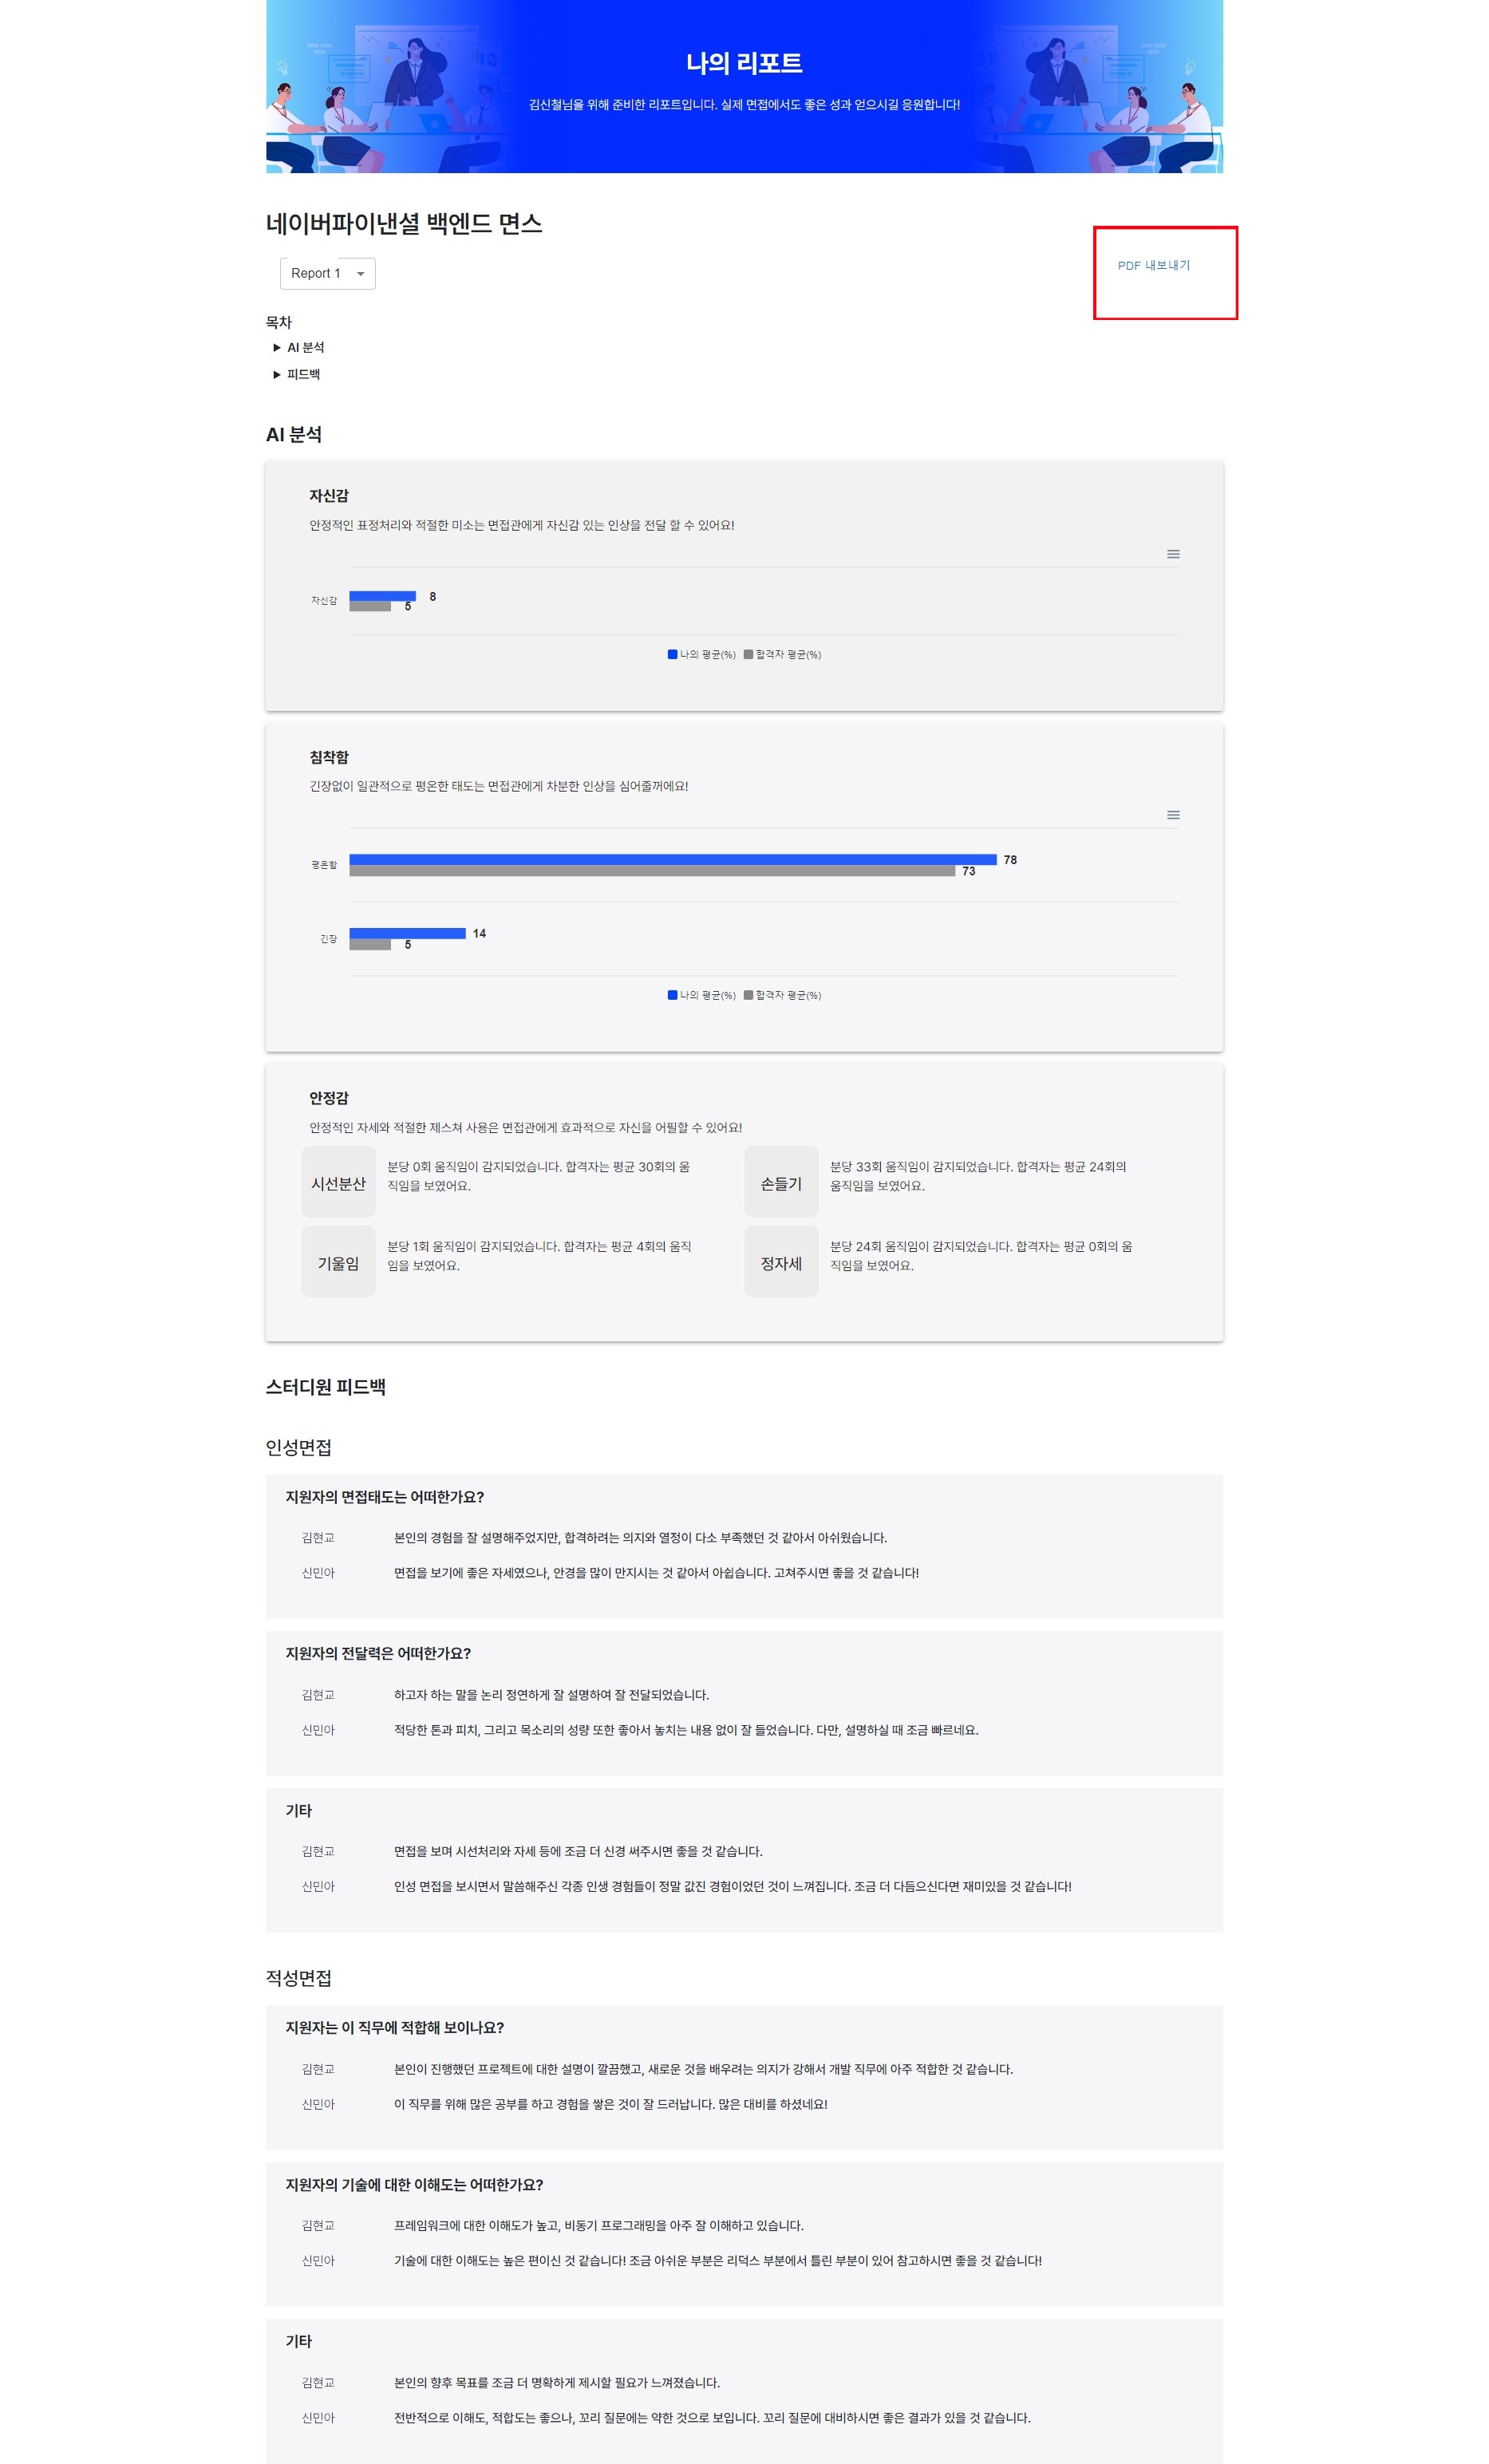 나의 리포트
김신철님을 위해 준비한 리포트입니다. 실제 면접에서도 좋은 성과 얻으시길 응원합니다!
네이버파이낸셜 백엔드 면스
Report 1
PDF 내보내기
목차
▶ AI 분석
▶ 피드백
AI 분석
자신감
안정적인 표정처리와 적절한 미소는 면접관에게 자신감 있는 인상을 전달 할 수 있어요!
자신감
8
5
나의 평균(%) 합격자 평균(%)
침착함
긴장없이 일관적으로 평온한 태도는 면접관에게 차분한 인상을 심어줄꺼에요!
평온함
78
73
긴장
14
5
나의 평균(%) 합격자 평균(%)
안정감
안정적인 자세와 적절한 제스쳐 사용은 면접관에게 효과적으로 자신을 어필할 수 있어요!
시선분산
분당 0회 움직임이 감지되었습니다. 합격자는 평균 30회의 움
직임을 보였어요.
손들기
분당 33회 움직임이 감지되었습니다. 합격자는 평균 24회의
움직임을 보였어요.
기울임
분당 1회 움직임이 감지되었습니다. 합격자는 평균 4회의 움직
임을 보였어요.
정자세
분당 24회 움직임이 감지되었습니다. 합격자는 평균 0회의 움
직임을 보였어요.
스터디원 피드백
인성면접
지원자의 면접태도는 어떠한가요?
김현교 본인의 경험을 잘 설명해주었지만, 합격하려는 의지와 열정이 다소 부족했던 것 같아서 아쉬웠습니다.
신민아 면접을 보기에 좋은 자세였으나, 안경을 많이 만지시는 것 같아서 아쉽습니다. 고쳐주시면 좋을 것 같습니다!
지원자의 전달력은 어떠한가요?
김현교 하고자 하는 말을 논리 정연하게 잘 설명하여 잘 전달되었습니다.
신민아 적당한 톤과 피치, 그리고 목소리의 성량 또한 좋아서 놓치는 내용 없이 잘 들었습니다. 다만, 설명하실 때 조금 빠르네요.
기타
김현교 면접을 보며 시선처리와 자세 등에 조금 더 신경 써주시면 좋을 것 같습니다.
신민아 인성 면접을 보시면서 말씀해주신 각종 인생 경험들이 정말 값진 경험이었던 것이 느껴집니다. 조금 더 다듬으신다면 재미있을 것 같습니다!
적성면접
지원자는 이 직무에 적합해 보이나요?
김현교 본인이 진행했던 프로젝트에 대한 설명이 깔끔했고, 새로운 것을 배우려는 의지가 강해서 개발 직무에 아주 적합한 것 같습니다.
신민아 이 직무를 위해 많은 공부를 하고 경험을 쌓은 것이 잘 드러납니다. 많은 대비를 하셨네요!
지원자의 기술에 대한 이해도는 어떠한가요?
김현교 프레임워크에 대한 이해도가 높고, 비동기 프로그래밍을 아주 잘 이해하고 있습니다.
신민아 기술에 대한 이해도는 높은 편이신 것 같습니다! 조금 아쉬운 부분은 리덕스 부분에서 틀린 부분이 있어 참고하시면 좋을 것 같습니다!
기타
김현교 본인의 향후 목표를 조금 더 명확하게 제시할 필요가 느껴졌습니다.
신민아 전반적으로 이해도, 적합도는 좋으나, 꼬리 질문에는 약한 것으로 보입니다. 꼬리 질문에 대비하시면 좋은 결과가 있을 것 같습니다.